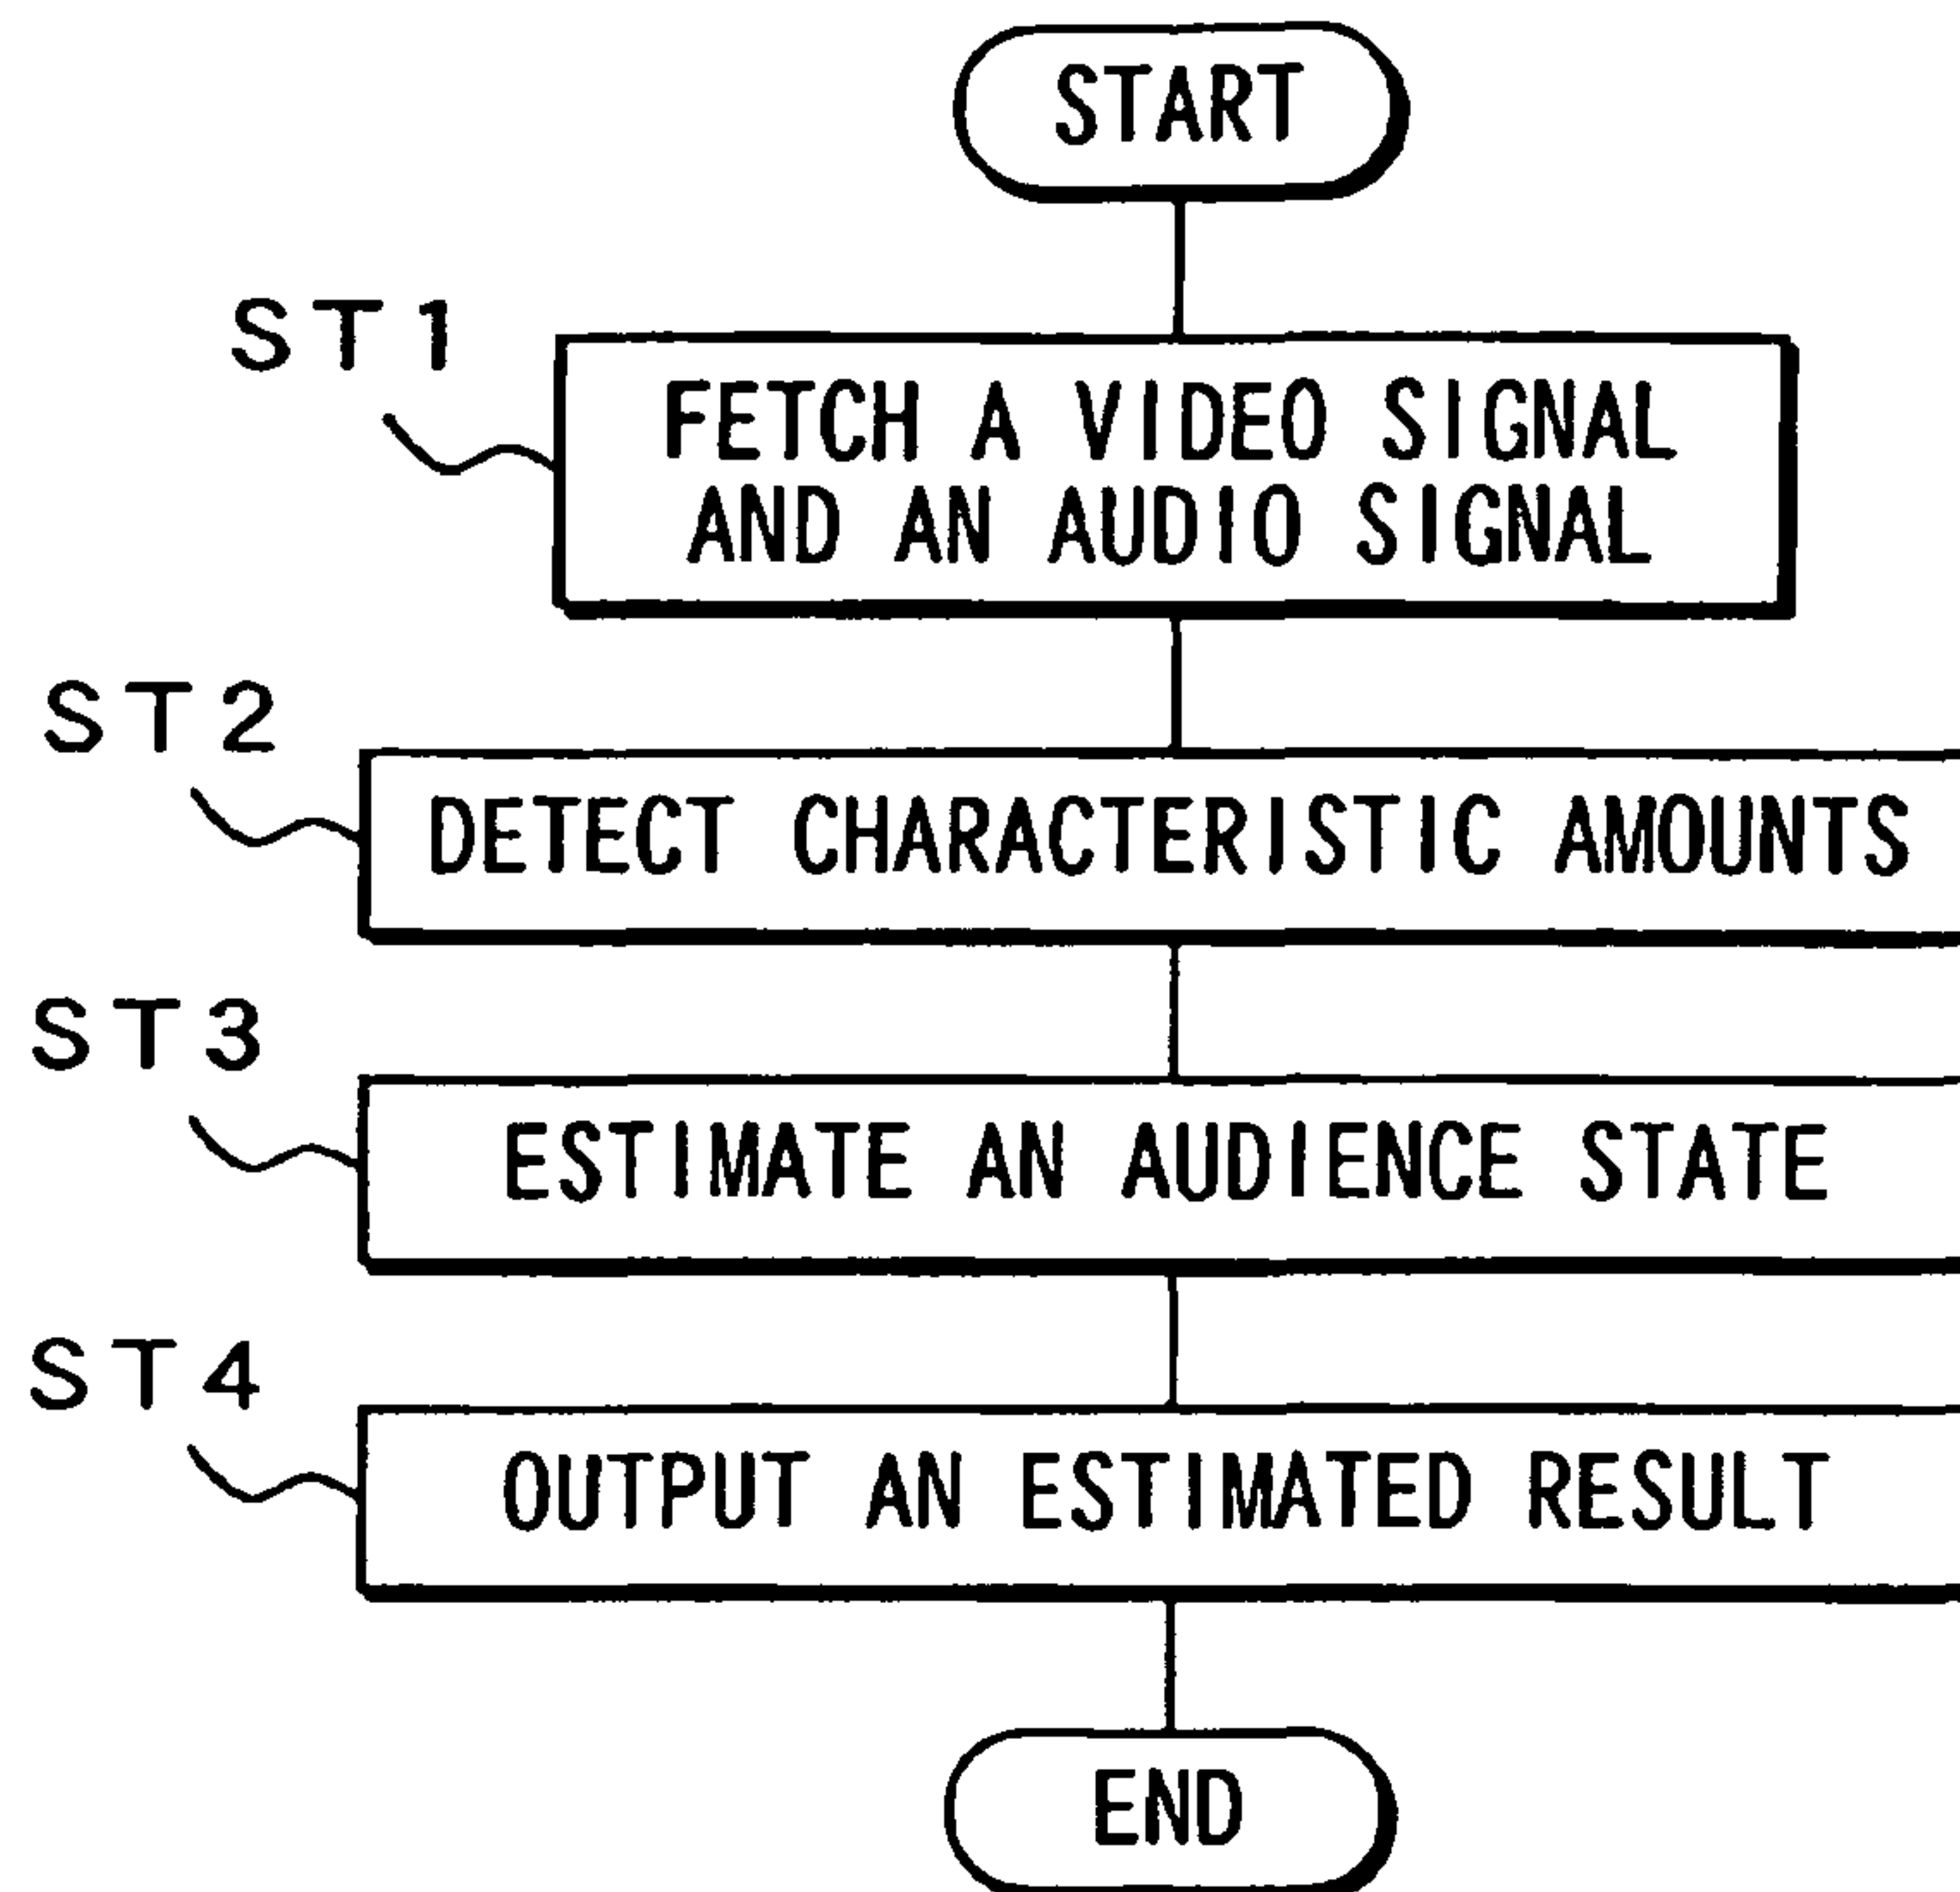 START
ST1
FETCH A VIDEO SIGNAL
AND AN AUDIO SIGNAL
ST2
DETECT CHARACTERISTIC AMOUNTS
ST3
ESTIMATE AN AUDIENCE STATE
ST4
OUTPUT AN ESTIMATED RESULT
END